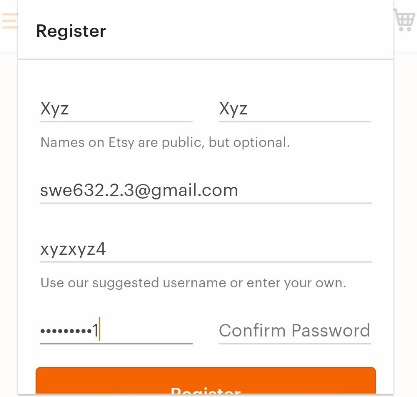 Register
Xyz Xyz
Names on Etsy are public, but optional.
swe632.2.3@gmail.com
xyzxyz4
Use our suggested username or enter your own.
•••••••••1 Confirm Password
Register